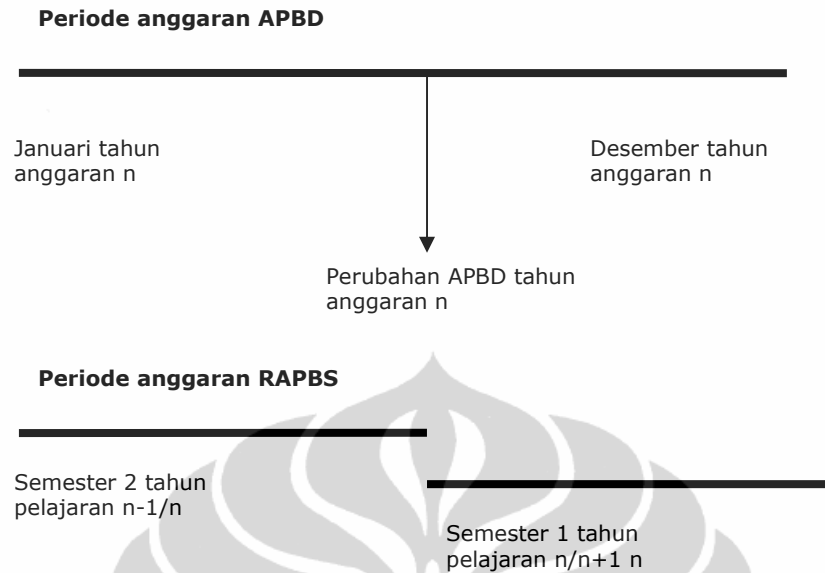 Periode anggaran APBD
Januari tahun
anggaran n
Desember tahun
anggaran n
Perubahan APBD tahun
anggaran n
Periode anggaran RAPBS
Semester 2 tahun
pelajaran n-1/n
Semester 1 tahun
pelajaran n/n+1 n